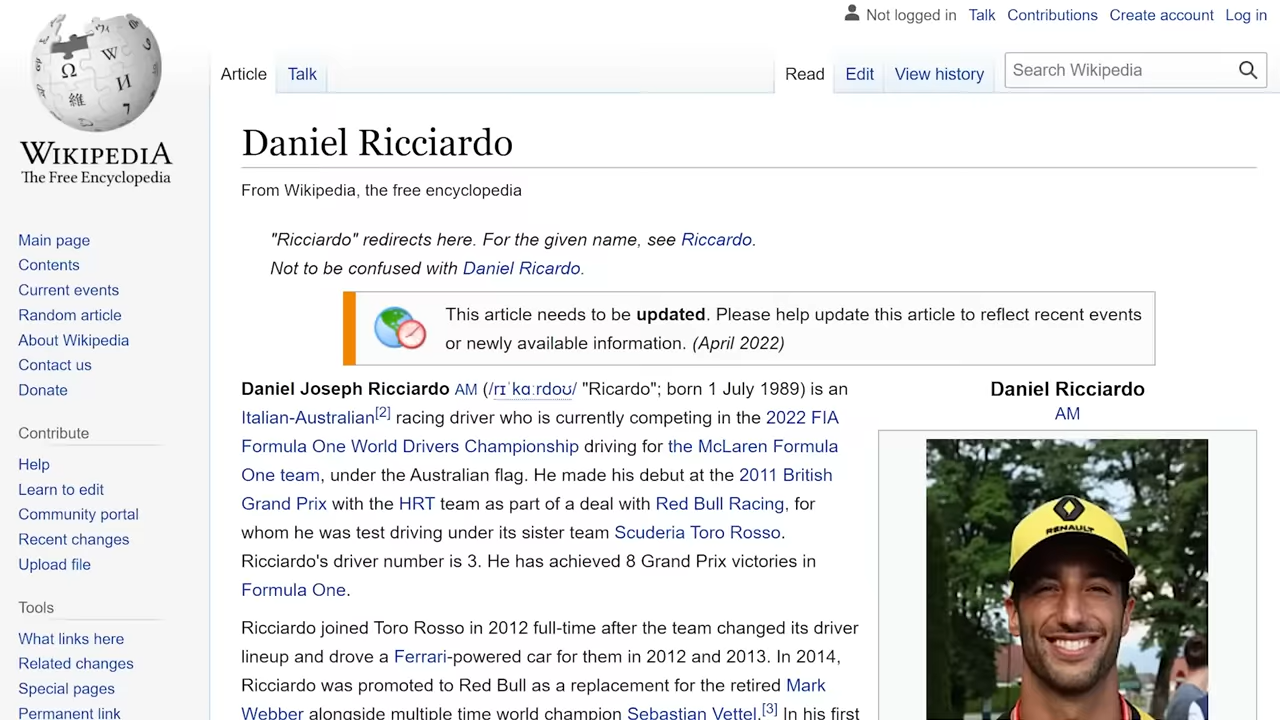 Not logged in Talk Contributions Create account Log in
Article Talk Read Edit View history Search Wikipedia
WIKIPEDIA
The Free Encyclopedia
Main page
Contents
Current events
Random article
About Wikipedia
Contact us
Donate
Contribute
Help
Learn to edit
Community portal
Recent changes
Upload file
Tools
What links here
Related changes
Special pages
Permanent link
Daniel Ricciardo
From Wikipedia, the free encyclopedia
"Ricciardo" redirects here. For the given name, see Riccardo.
Not to be confused with Daniel Ricardo.
This article needs to be updated. Please help update this article to reflect recent events
or newly available information. (April 2022)
Daniel Joseph Ricciardo AM (/rɪˈkɑːrdoʊ/ "Ricardo"; born 1 July 1989) is an
Italian-Australian[2] racing driver who is currently competing in the 2022 FIA
Formula One World Drivers Championship driving for the McLaren Formula
One team, under the Australian flag. He made his debut at the 2011 British
Grand Prix with the HRT team as part of a deal with Red Bull Racing, for
whom he was test driving under its sister team Scuderia Toro Rosso.
Ricciardo's driver number is 3. He has achieved 8 Grand Prix victories in
Formula One.
Ricciardo joined Toro Rosso in 2012 full-time after the team changed its driver
lineup and drove a Ferrari-powered car for them in 2012 and 2013. In 2014,
Ricciardo was promoted to Red Bull as a replacement for the retired Mark
Webber alongside multiple time world champion Sebastian Vettel.[3] In his first
Daniel Ricciardo
AM
RENAULT